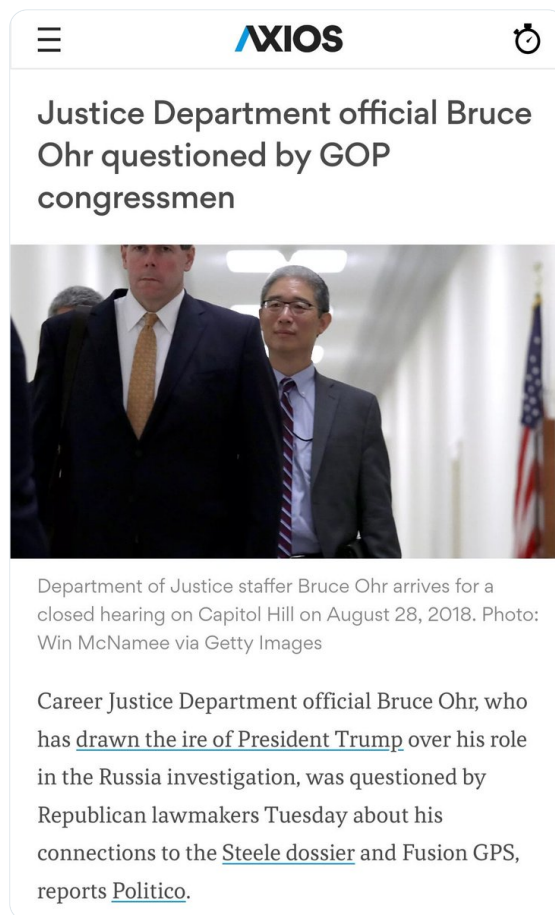 AXIOS
Justice Department official Bruce
Ohr questioned by GOP
congressmen
Department of Justice staffer Bruce Ohr arrives for a
closed hearing on Capitol Hill on August 28, 2018. Photo:
Win McNamee via Getty Images
Career Justice Department official Bruce Ohr, who
has drawn the ire of President Trump over his role
in the Russia investigation, was questioned by
Republican lawmakers Tuesday about his
connections to the Steele dossier and Fusion GPS,
reports Politico.